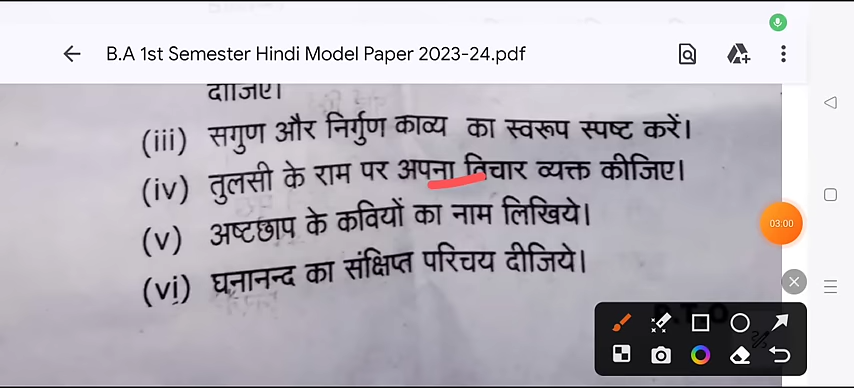 B.A 1st Semester Hindi Model Paper 2023-24.pdf
दीजिए।
(iii) सगुण और निर्गुण काव्य का स्वरूप स्पष्ट करें।
(iv) तुलसी के राम पर अपना विचार व्यक्त कीजिए।
(v) अष्टछाप के कवियों का नाम लिखिये।
03:00
(vi) घनानन्द का संक्षिप्त परिचय दीजिये।
P.T.O.